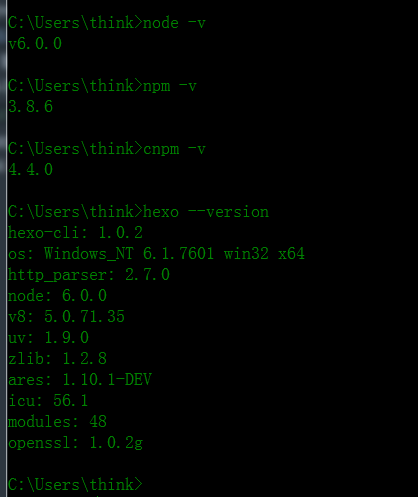 C:\Users\think>node -v
v6.0.0
C:\Users\think>npm -v
3.8.6
C:\Users\think>cnpm -v
4.4.0
C:\Users\think>hexo --version
hexo-cli: 1.0.2
os: Windows_NT 6.1.7601 win32 x64
http_parser: 2.7.0
node: 6.0.0
v8: 5.0.71.35
uv: 1.9.0
zlib: 1.2.8
ares: 1.10.1-DEV
icu: 56.1
modules: 48
openssl: 1.0.2g
C:\Users\think>